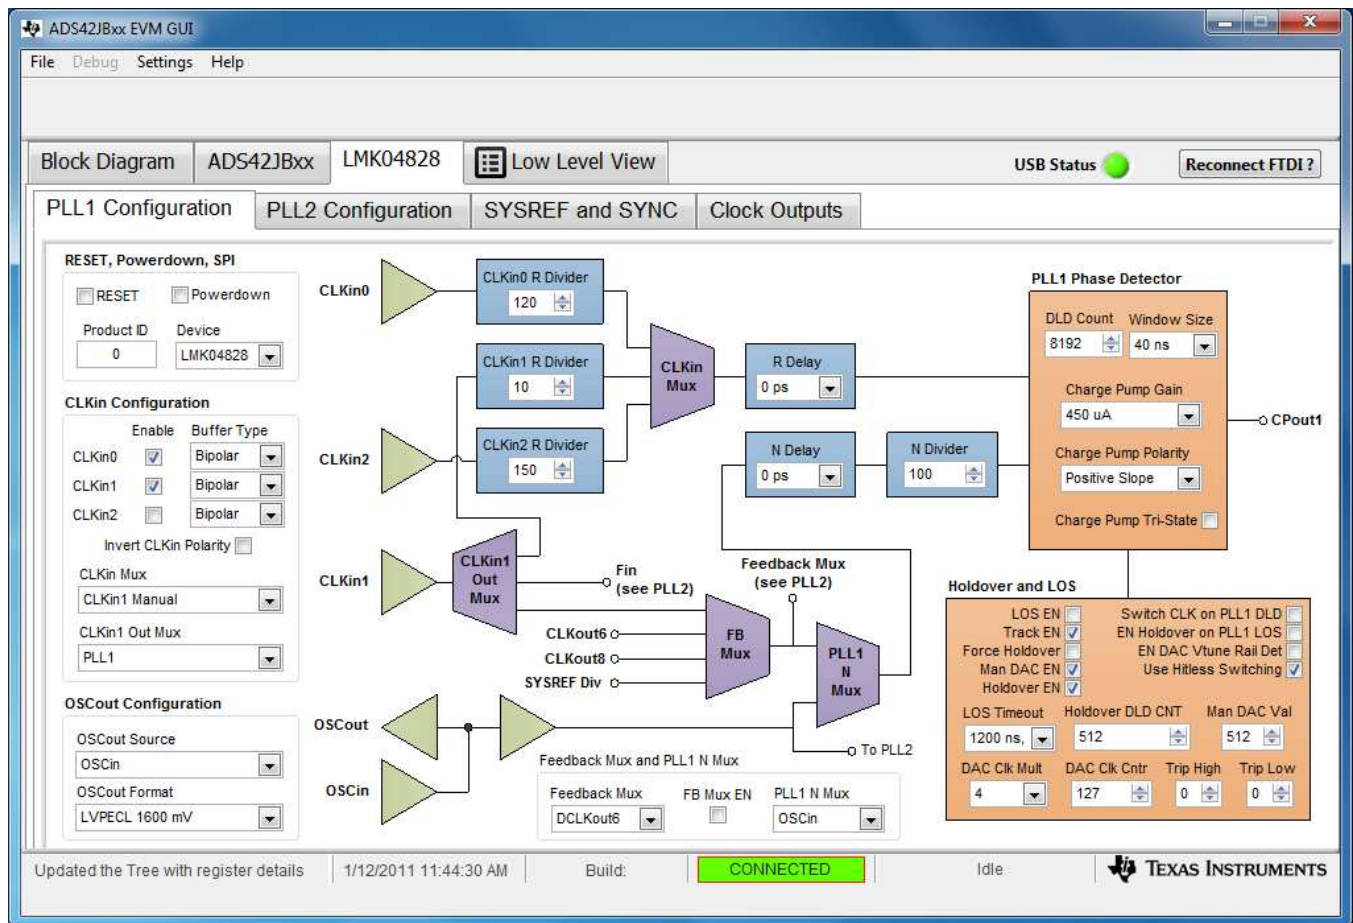 ADS42JBxx EVM GUI
File Debug Settings Help
Block Diagram ADS42JBxx LMK04828 Low Level View USB Status Reconnect FTDI ?
PLL1 Configuration PLL2 Configuration SYSREF and SYNC Clock Outputs
RESET, Powerdown, SPI
RESET Powerdown
Product ID Device
0 LMK04828
CLKin Configuration
Enable Buffer Type
CLKin0 Bipolar
CLKin1 Bipolar
CLKin2 Bipolar
Invert CLKin Polarity
CLKin Mux
CLKin1 Manual
CLKin1 Out Mux
PLL1
OSCout Configuration
OSCout Source
OSCin
OSCout Format
LVPECL 1600 mV
CLKin0
CLKin0 R Divider
120
CLKin1 R Divider
10
CLKin2
CLKin2 R Divider
150
CLKin
Mux
R Delay
0 ps
N Delay
0 ps
N Divider
100
CLKin1
CLKin1
Out
Mux
Fin
(see PLL2)
Feedback Mux
(see PLL2)
CLKout6
CLKout8
SYSREF Div
FB
Mux
PLL1
N
Mux
OSCout
OSCin
To PLL2
Feedback Mux and PLL1 N Mux
Feedback Mux FB Mux EN PLL1 N Mux
DCLKout6 OSCin
PLL1 Phase Detector
DLD Count Window Size
8192 40 ns
Charge Pump Gain
450 uA
CPout1
Charge Pump Polarity
Positive Slope
Charge Pump Tri-State
Holdover and LOS
LOS EN Switch CLK on PLL1 DLD
Track EN EN Holdover on PLL1 LOS
Force Holdover EN DAC Vtune Rail Det
Man DAC EN Use Hitless Switching
Holdover EN
LOS Timeout Holdover DLD CNT Man DAC Val
1200 ns, 512 512
DAC Clk Mult DAC Clk Cntr Trip High Trip Low
4 127 0 0
Updated the Tree with register details 1/12/2011 11:44:30 AM Build: CONNECTED Idle TEXAS INSTRUMENTS